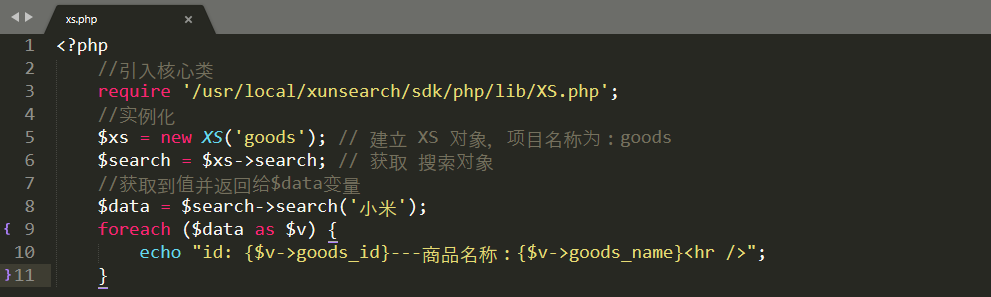 xs.php ×
1 <?php
2 //引入核心类
3 require '/usr/local/xunsearch/sdk/php/lib/XS.php';
4 //实例化
5 $xs = new XS('goods'); // 建立 XS 对象，项目名称为：goods
6 $search = $xs->search; // 获取 搜索对象
7 //获取到值并返回给$data变量
8 $data = $search->search('小米');
{ 9 foreach ($data as $v) {
10 echo "id: {$v->goods_id}---商品名称：{$v->goods_name}<hr />";
} 11 }